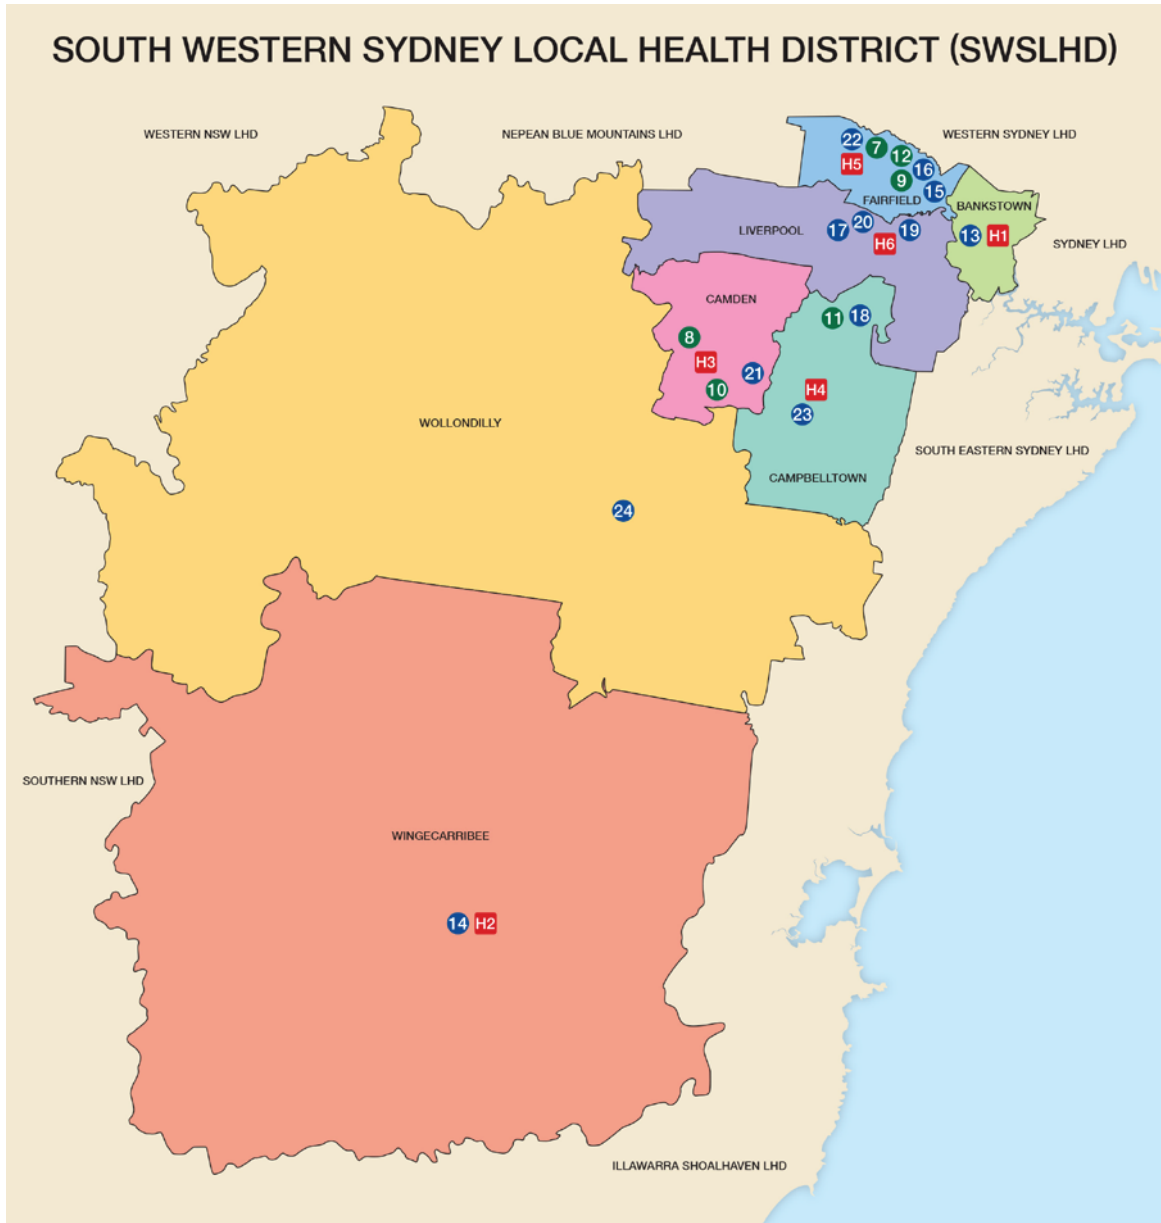 SOUTH WESTERN SYDNEY LOCAL HEALTH DISTRICT (SWSLHD)
WESTERN NSW LHD
NEPEAN BLUE MOUNTAINS LHD
WESTERN SYDNEY LHD
22
7
12
H5
16
9
15
FAIRFIELD
BANKSTOWN
LIVERPOOL
17
20
19
H6
13
H1
SYDNEY LHD
CAMDEN
11
18
8
H3
21
10
H4
23
WOLLONDILLY
SOUTH EASTERN SYDNEY LHD
CAMPBELLTOWN
24
SOUTHERN NSW LHD
WINGECARRIBEE
14
H2
ILLAWARRA SHOALHAVEN LHD